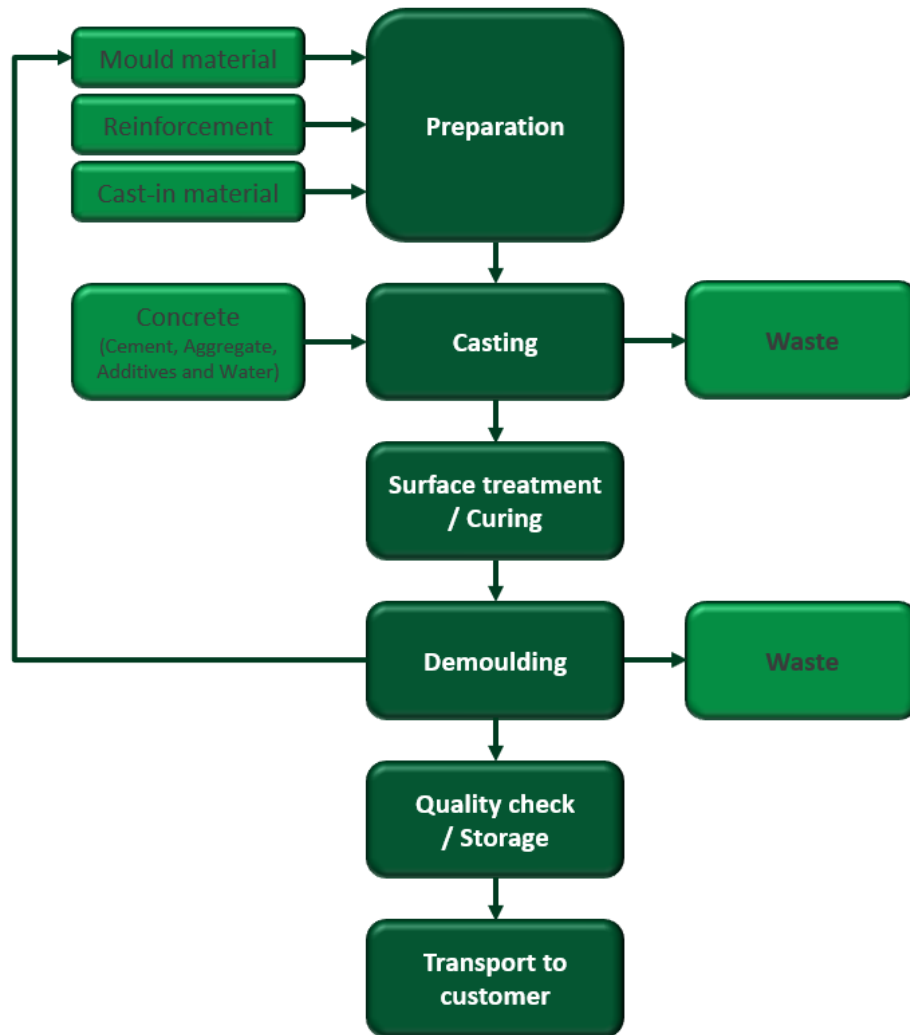 Mould material
Reinforcement
Cast-in material
Preparation
Concrete
(Cement, Aggregate,
Additives and Water)
Casting
Waste
Surface treatment
/ Curing
Demoulding
Waste
Quality check
/ Storage
Transport to
customer